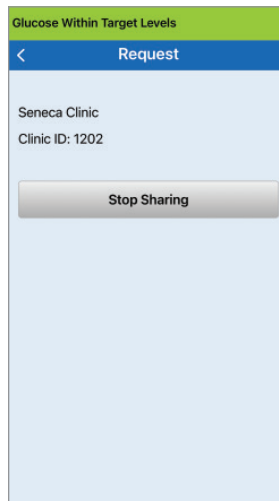 Glucose Within Target Levels
Request
Seneca Clinic
Clinic ID: 1202
Stop Sharing